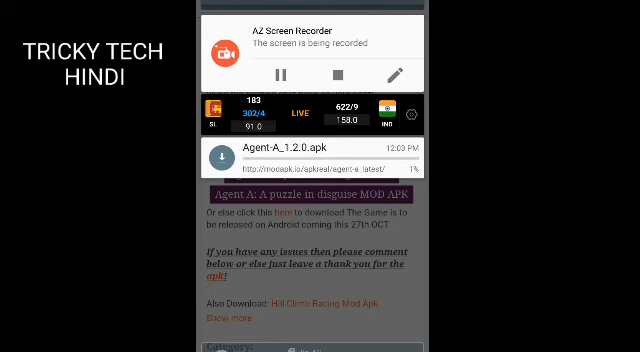 TRICKY TECH
HINDI
AZ Screen Recorder
The screen is being recorded
183
302/4
91.0
SL
LIVE
622/9
158.0
IND
Agent-A_1.2.0.apk
12:03 PM
http://modapk.io/apkreal/agent-a_latest/
1%
Agent A: A puzzle in disguise MOD APK
Or else click this here to download The Game is to
be released on Android coming this 27th OCT
If you have any issues then please comment
below or else just leave a thank you for the
apk!
Also Download: Hill Climb Racing Mod Apk
Show more
Category: